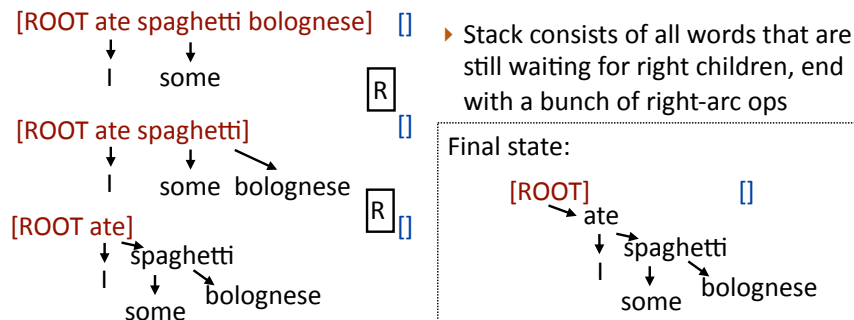 [ROOT ate spaghetti bolognese] []
I some
R
[ROOT ate spaghetti] []
I some bolognese
R
[ROOT ate] []
spaghetti
I
bolognese
some
▸ Stack consists of all words that are
still waiting for right children, end
with a bunch of right-arc ops
Final state:
[ROOT] []
ate
spaghetti
I
bolognese
some